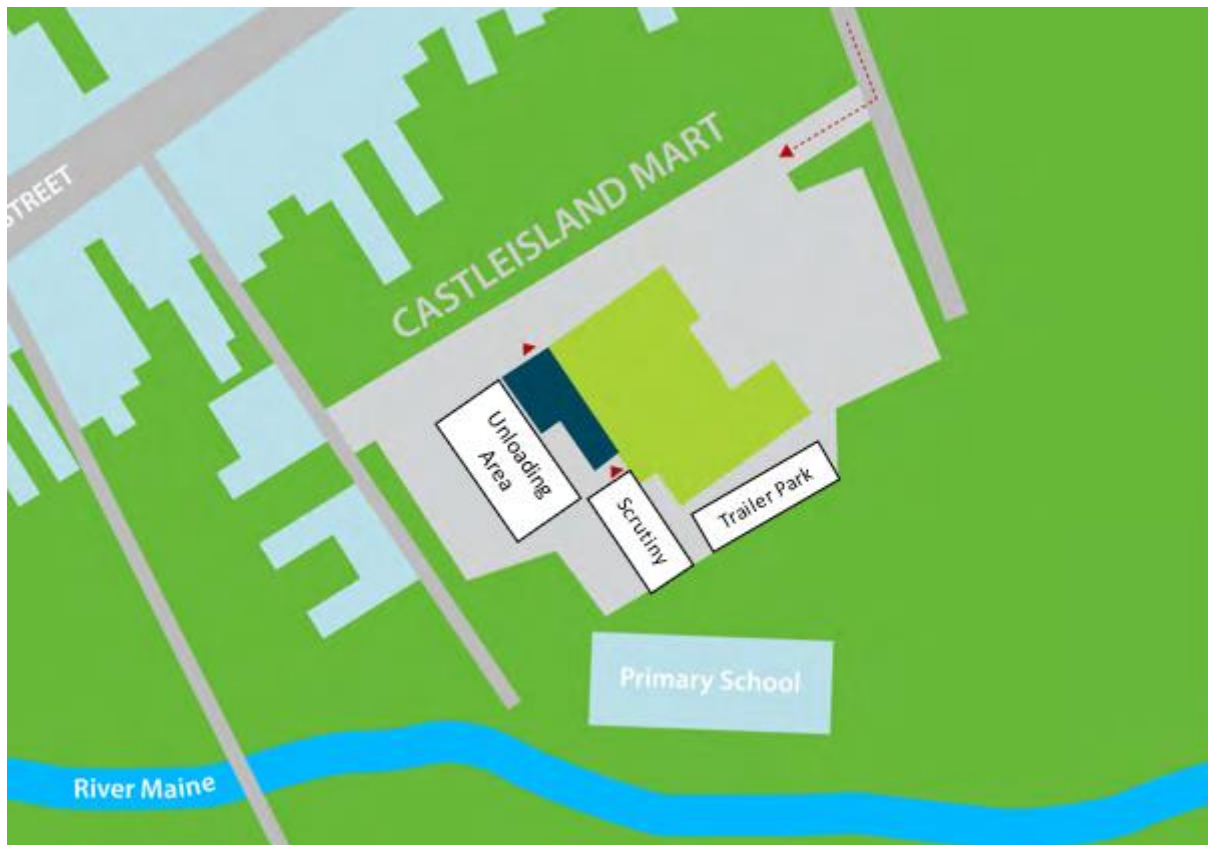 STREET
CASTLEISLAND MART
Unloading
Area
Scrutiny
Trailer Park
Primary School
River Maine